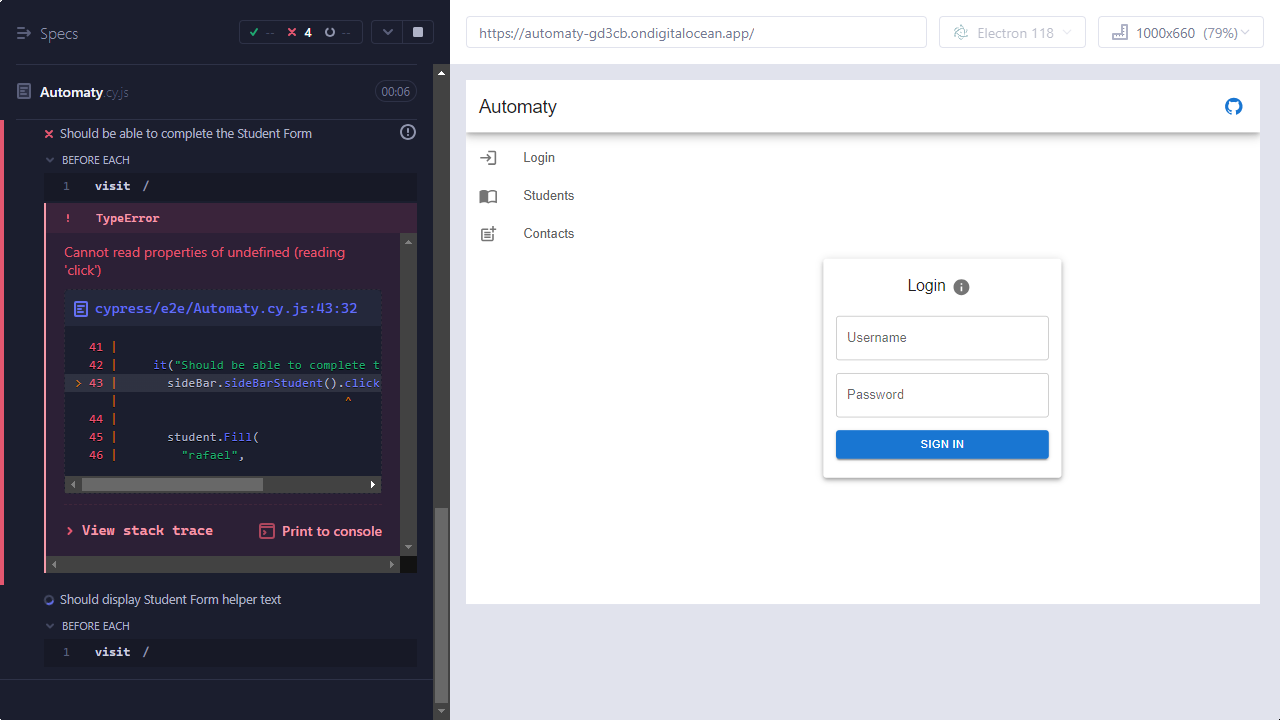 Specs
-- 4 --
Automaty.cy.js
00:06
Should be able to complete the Student Form
BEFORE EACH
1 visit /
! TypeError
Cannot read properties of undefined (reading
'click')
cypress/e2e/Automaty.cy.js:43:32
41 |
42 | it("Should be able to complete t
> 43 | sideBar.sideBarStudent().click
| ^
44 |
45 | student.Fill(
46 | "rafael",
> View stack trace
Print to console
Should display Student Form helper text
BEFORE EACH
1 visit /
https://automaty-gd3cb.ondigitalocean.app/
Electron 118
1000x660 (79%)
Automaty
Login
Students
Contacts
Login
Username
Password
SIGN IN